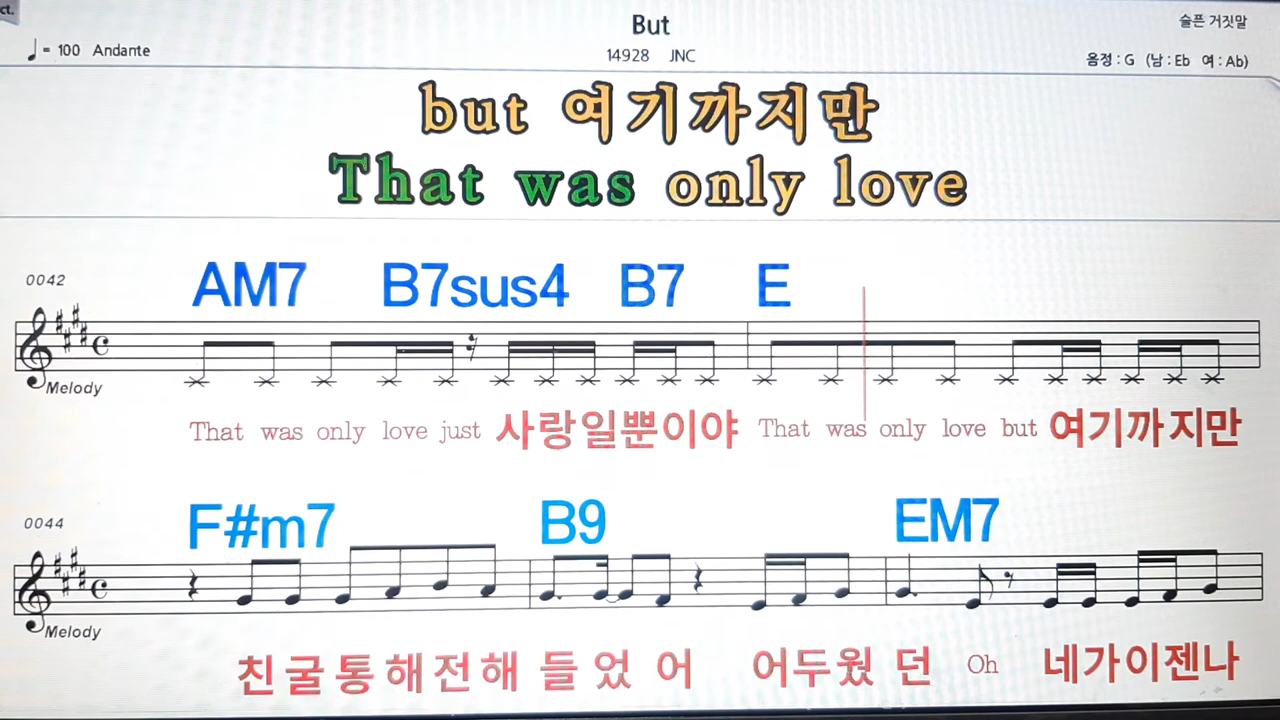 ct.
But
슬픈 거짓말
♩= 100 Andante
14928 JNC
음정 : G (남 : Eb 여 : Ab)
but 여기까지만
That was only love
0042
AM7 B7sus4 B7 E
Melody
That was only love just 사랑일뿐이야 That was only love but 여기까지만
0044
F#m7 B9 EM7
Melody
친굴통해전해들었어 어두웠던 Oh 네가이젠나